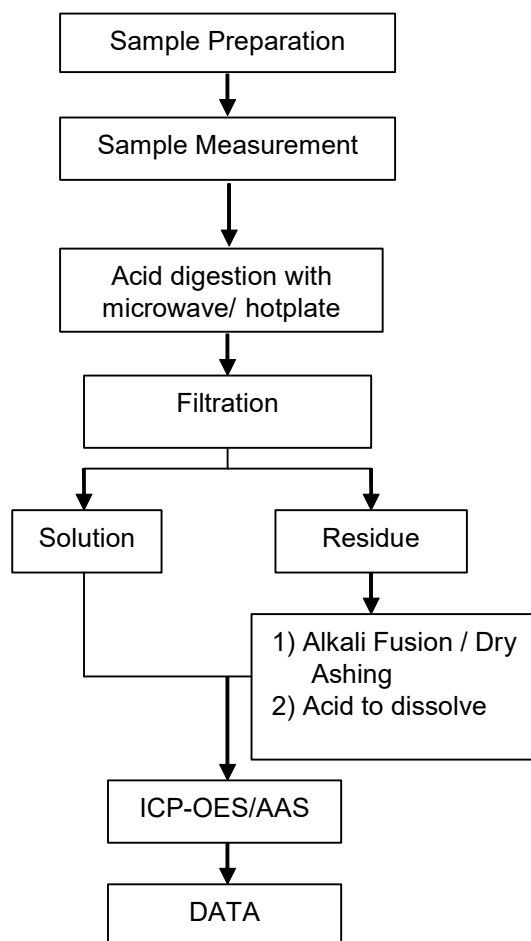 Sample Preparation
Sample Measurement
Acid digestion with
microwave/ hotplate
Filtration
Solution
Residue
1) Alkali Fusion / Dry
Ashing
2) Acid to dissolve
ICP-OES/AAS
DATA